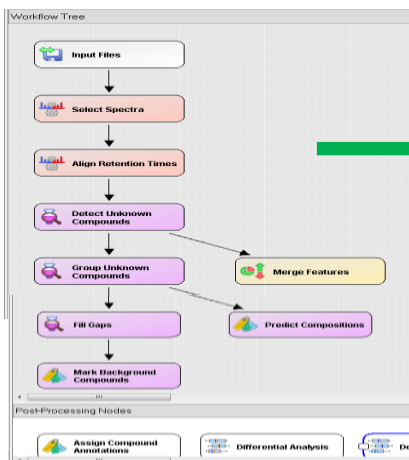 Workflow Tree
Input Files
Select Spectra
Align Retention Times
Detect Unknown
Compounds
Group Unknown
Compounds
Merge Features
Fill Gaps
Predict Compositions
Mark Background
Compounds
Post-Processing Nodes
Assign Compound
Annotations
Differential Analysis
De